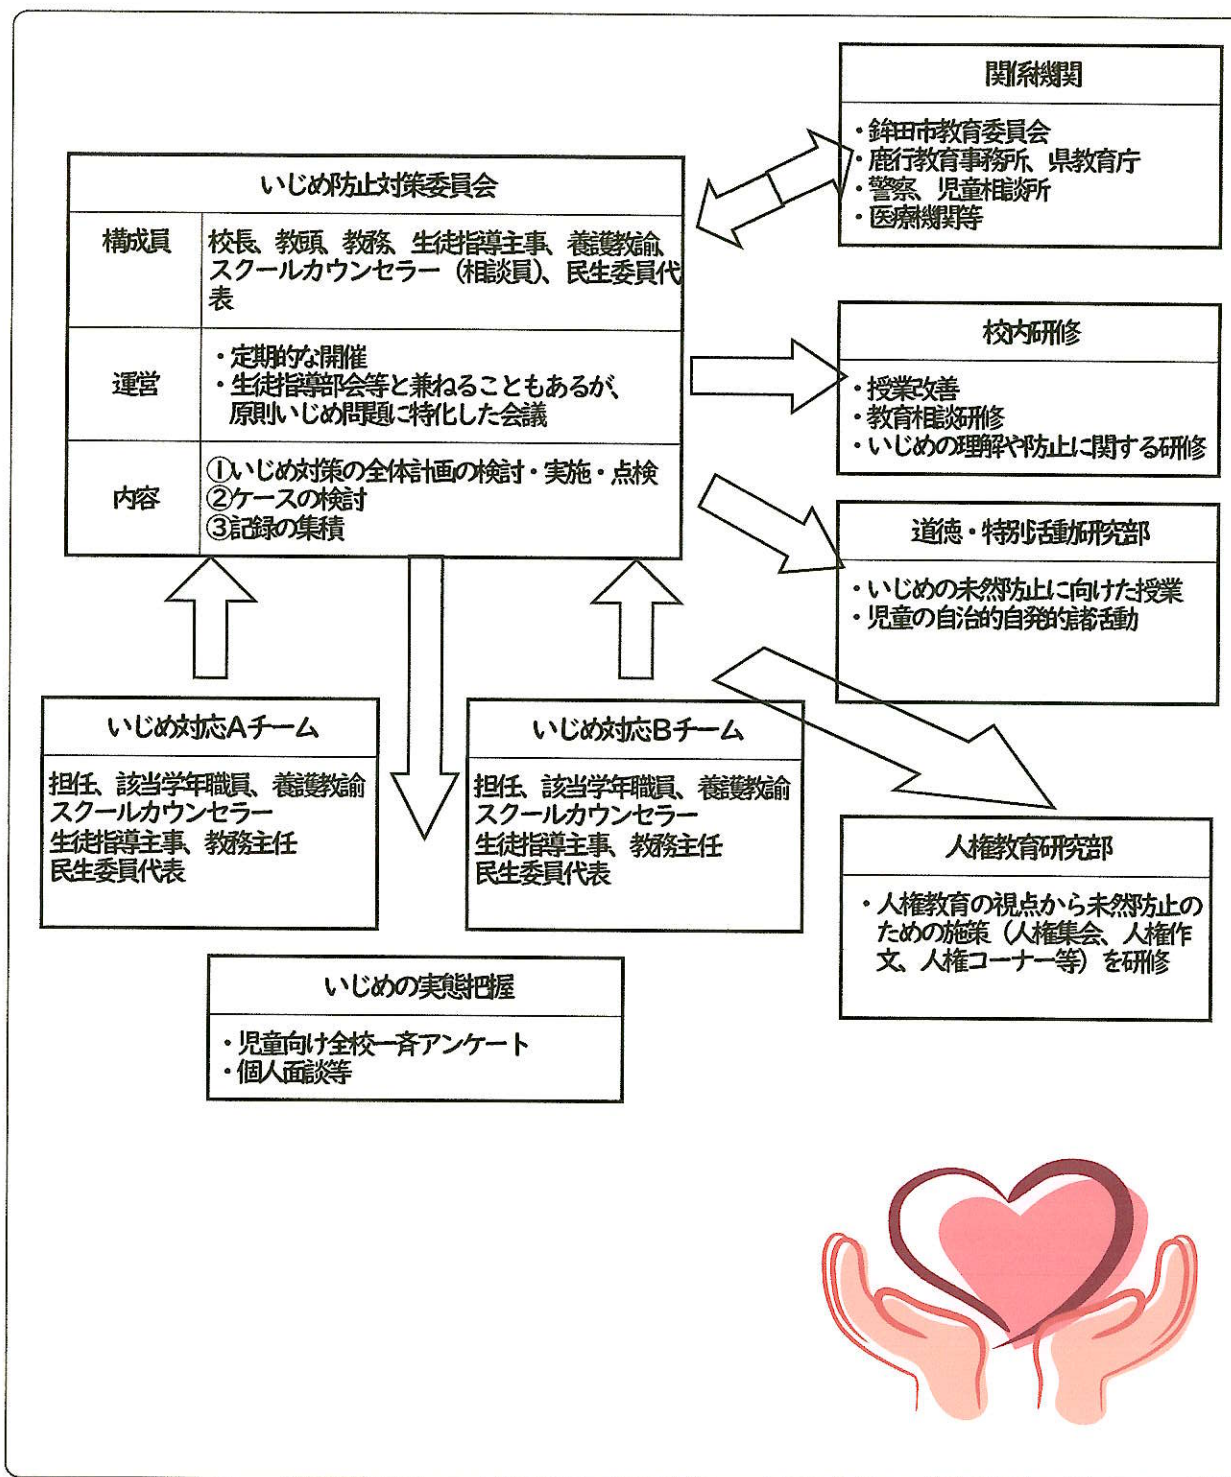 いじめ防止対策委員会
構成員
校長、教頭、教務、生徒指導主事、養護教諭、
スクールカウンセラー（相談員）、民生委員代
表
運営
・定期的な開催
・生徒指導部会等と兼ねることもあるが、
原則いじめ問題に特化した会議
内容
①いじめ対策の全体計画の検討・実施・点検
②ケースの検討
③記録の集積
関係機関
・鉾田市教育委員会
・鹿行教育事務所、県教育庁
・警察、児童相談所
・医療機関等
校内研修
・授業改善
・教育相談研修
・いじめの理解や防止に関する研修
道徳・特別活動研究部
・いじめの未然防止に向けた授業
・児童の自治的自発的諸活動
いじめ対応Aチーム
担任、該当学年職員、養護教諭
スクールカウンセラー
生徒指導主事、教務主任
民生委員代表
いじめ対応Bチーム
担任、該当学年職員、養護教諭
スクールカウンセラー
生徒指導主事、教務主任
民生委員代表
人権教育研究部
・人権教育の視点から未然防止の
ための施策（人権集会、人権作
文、人権コーナー等）を研修
いじめの実態把握
・児童向け全校一斉アンケート
・個人面談等